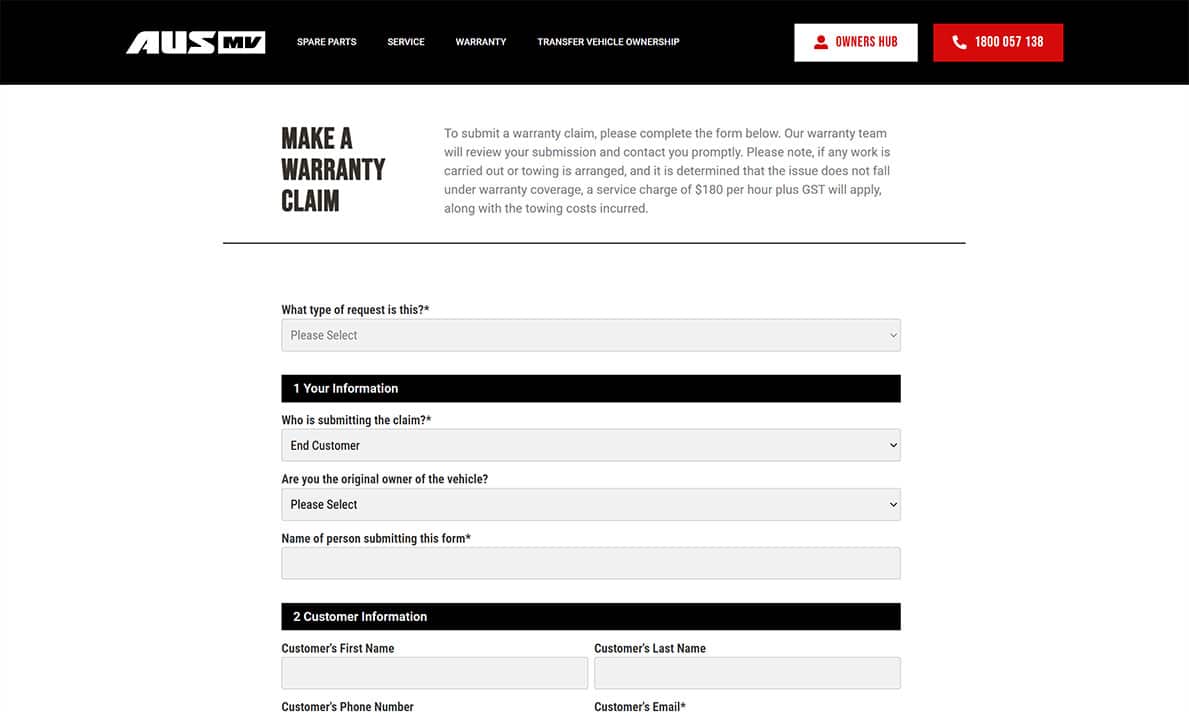 AUSMV SPARE PARTS SERVICE WARRANTY TRANSFER VEHICLE OWNERSHIP OWNERS HUB 1800 057 138
MAKE A
WARRANTY
CLAIM
To submit a warranty claim, please complete the form below. Our warranty team
will review your submission and contact you promptly. Please note, if any work is
carried out or towing is arranged, and it is determined that the issue does not fall
under warranty coverage, a service charge of $180 per hour plus GST will apply,
along with the towing costs incurred.
What type of request is this?*
Please Select
1 Your Information
Who is submitting the claim?*
End Customer
Are you the original owner of the vehicle?
Please Select
Name of person submitting this form*
2 Customer Information
Customer's First Name Customer's Last Name
Customer's Phone Number Customer's Email*